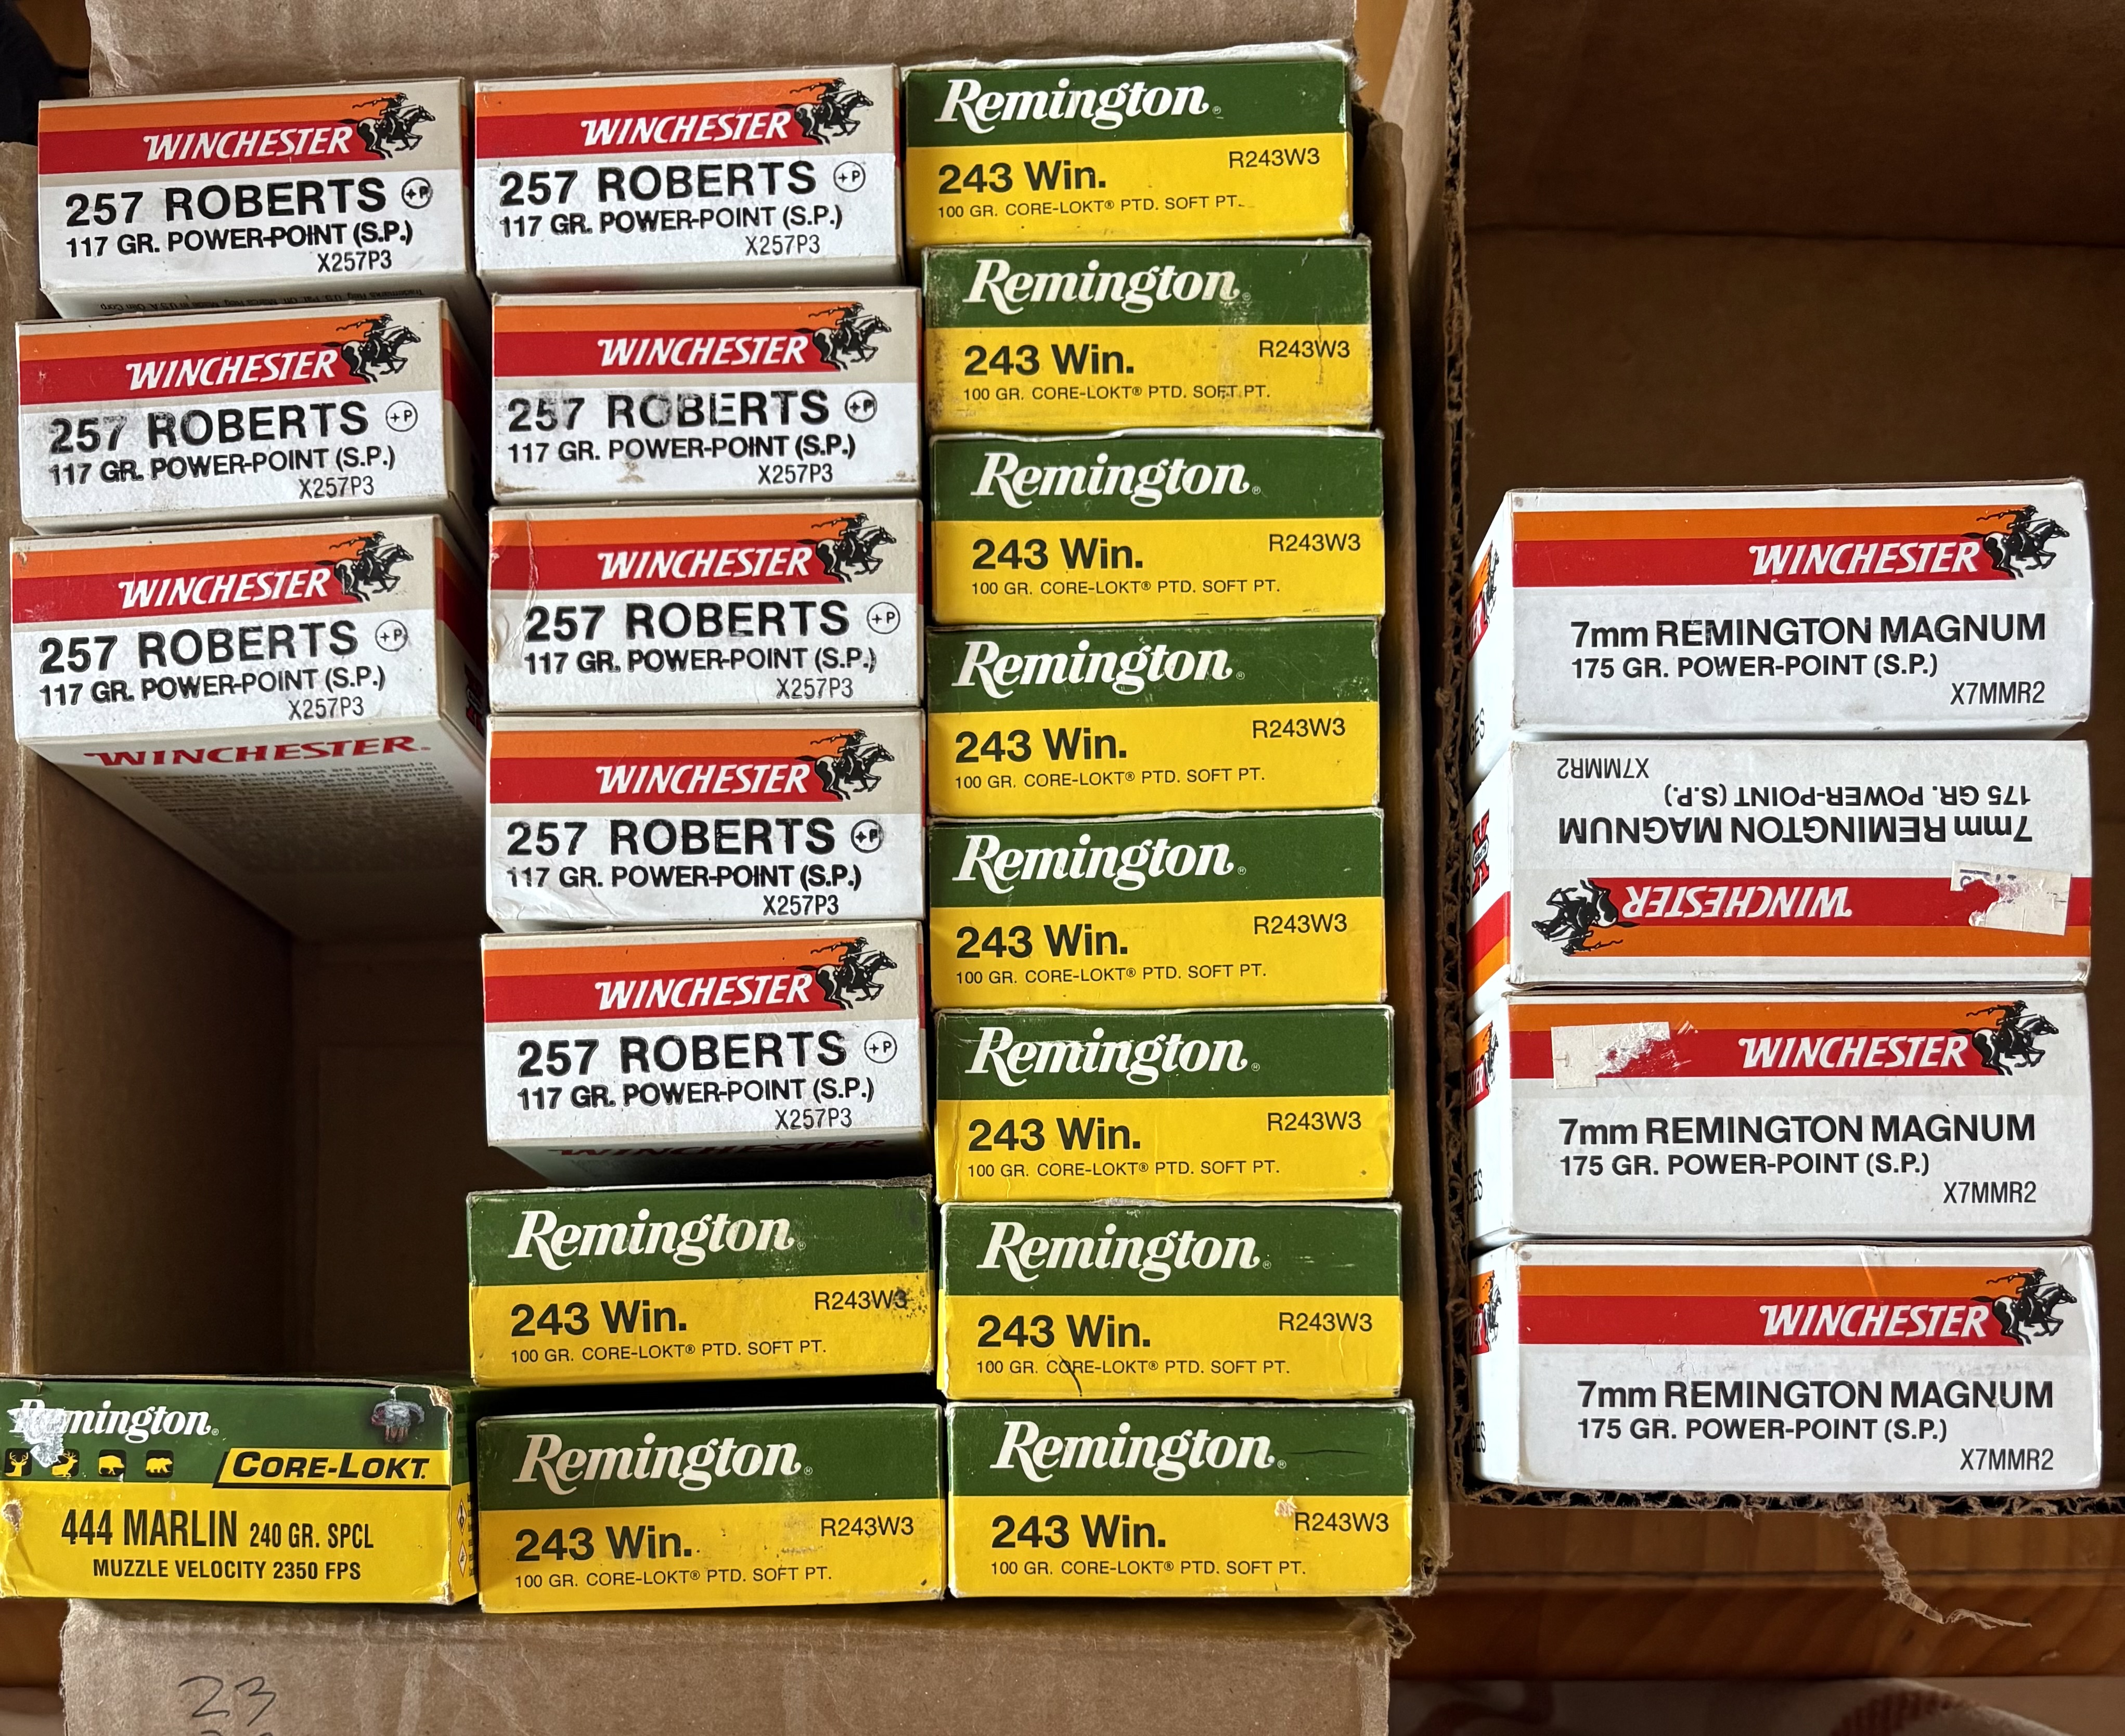 WINCHESTER
257 ROBERTS +P
117 GR. POWER-POINT (S.P.)
X257P3
WINCHESTER
257 ROBERTS +P
117 GR. POWER-POINT (S.P.)
X257P3
WINCHESTER
257 ROBERTS +P
117 GR. POWER-POINT (S.P.)
X257P3
WINCHESTER.
Remington.
CORE-LOKT.
444 MARLIN 240 GR. SPCL
MUZZLE VELOCITY 2350 FPS
23
WINCHESTER
257 ROBERTS +P
117 GR. POWER-POINT (S.P.)
X257P3
WINCHESTER
257 ROBERTS +P
117 GR. POWER-POINT (S.P.)
X257P3
WINCHESTER
257 ROBERTS +P
117 GR. POWER-POINT (S.P.)
X257P3
WINCHESTER
257 ROBERTS +P
117 GR. POWER-POINT (S.P.)
X257P3
WINCHESTER
257 ROBERTS +P
117 GR. POWER-POINT (S.P.)
X257P3
WINCHESTER
Remington®
243 Win. R243W3
100 GR. CORE-LOKT® PTD. SOFT PT.
Remington®
243 Win. R243W3
100 GR. CORE-LOKT® PTD. SOFT PT.
Remington®
243 Win. R243W3
100 GR. CORE-LOKT® PTD. SOFT PT.
Remington®
243 Win. R243W3
100 GR. CORE-LOKT® PTD. SOFT PT.
Remington®
243 Win. R243W3
100 GR. CORE-LOKT® PTD. SOFT PT.
Remington®
243 Win. R243W3
100 GR. CORE-LOKT® PTD. SOFT PT.
Remington®
243 Win. R243W3
100 GR. CORE-LOKT® PTD. SOFT PT.
Remington®
243 Win. R243W3
100 GR. CORE-LOKT® PTD. SOFT PT.
Remington®
243 Win. R243W3
100 GR. CORE-LOKT® PTD. SOFT PT.
Remington®
243 Win. R243W3
100 GR. CORE-LOKT® PTD. SOFT PT.
WINCHESTER
7mm REMINGTON MAGNUM
175 GR. POWER-POINT (S.P.)
X7MMR2
WINCHESTER
7mm REMINGTON MAGNUM
175 GR. POWER-POINT (S.P.)
X7MMR2
WINCHESTER
7mm REMINGTON MAGNUM
175 GR. POWER-POINT (S.P.)
X7MMR2
WINCHESTER
7mm REMINGTON MAGNUM
175 GR. POWER-POINT (S.P.)
X7MMR2